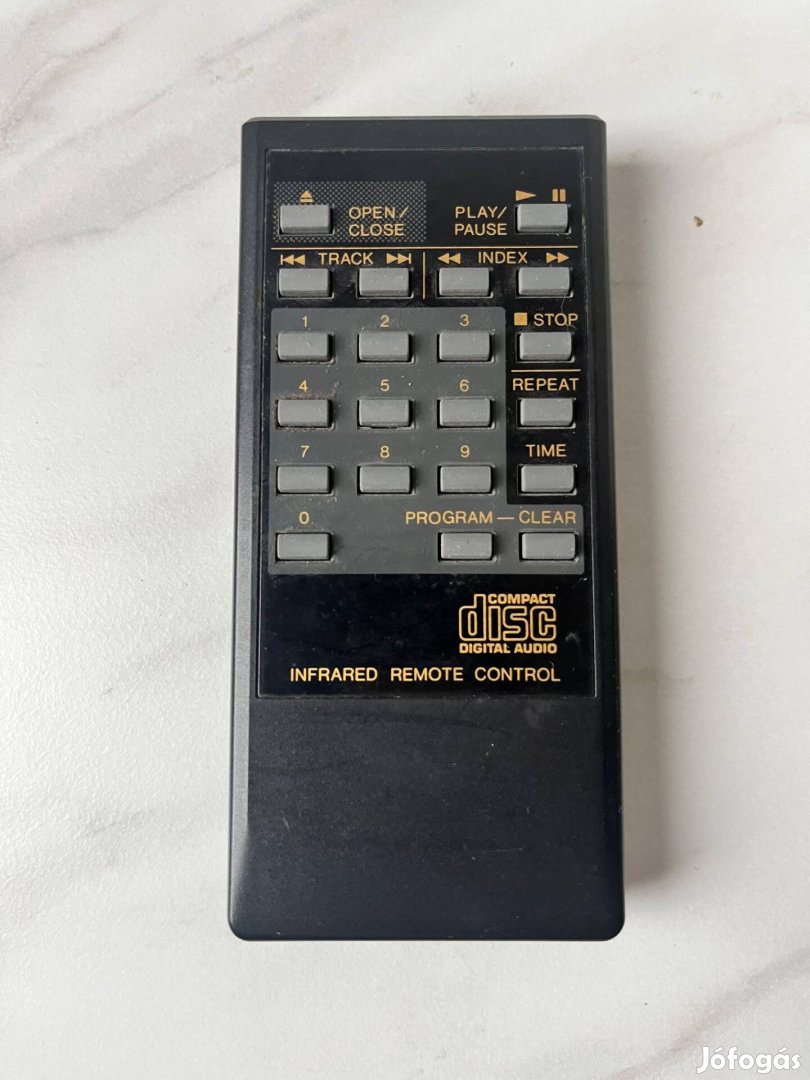 OPEN/
CLOSE
PLAY/
PAUSE
TRACK
INDEX
1 2 3
STOP
4 5 6
REPEAT
7 8 9
TIME
0
PROGRAM — CLEAR
COMPACT
disc
DIGITAL AUDIO
INFRARED REMOTE CONTROL
Jófogás